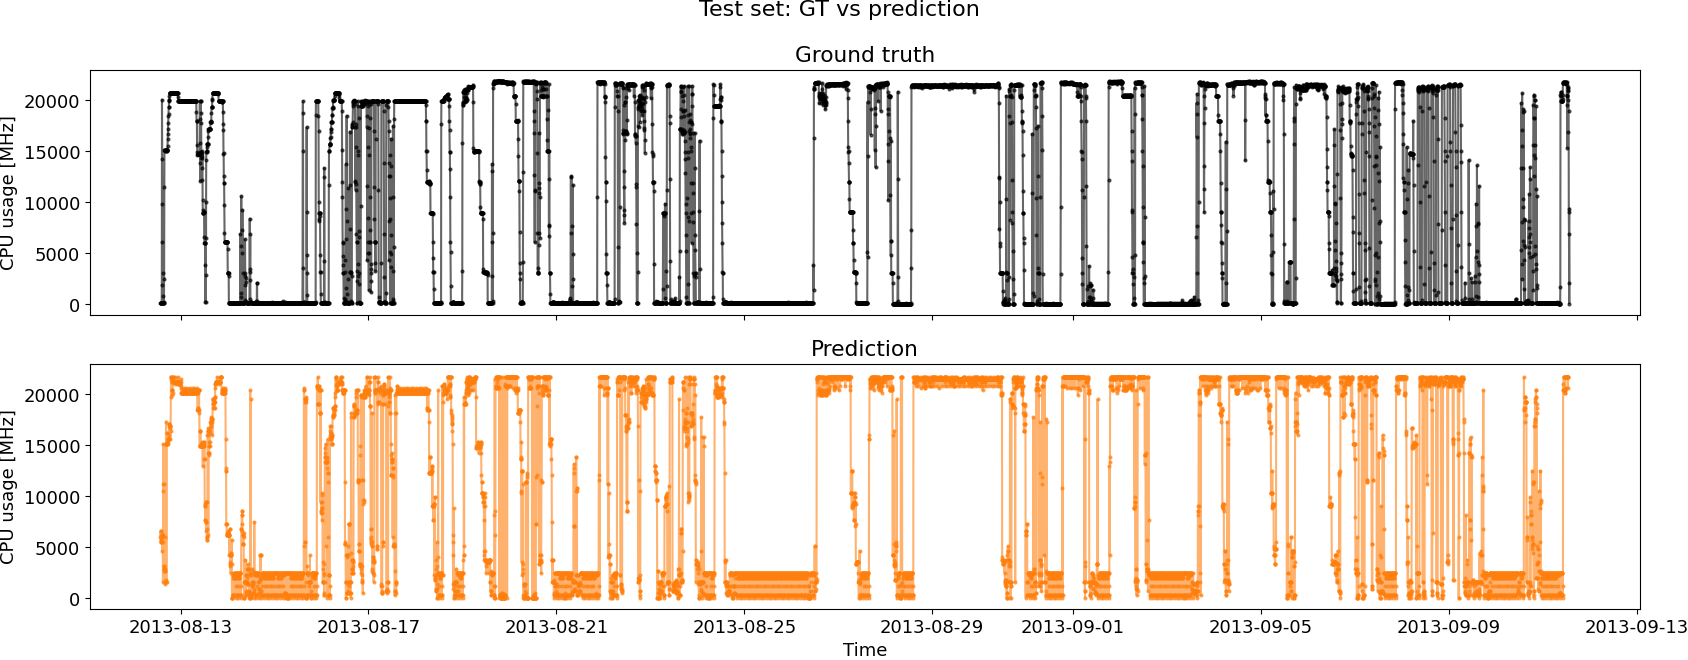 Test set: GT vs prediction
Ground truth
CPU usage [MHz]
20000
15000
10000
5000
0
Prediction
CPU usage [MHz]
20000
15000
10000
5000
0
2013-08-13 2013-08-17 2013-08-21 2013-08-25 2013-08-29 2013-09-01 2013-09-05 2013-09-09 2013-09-13
Time